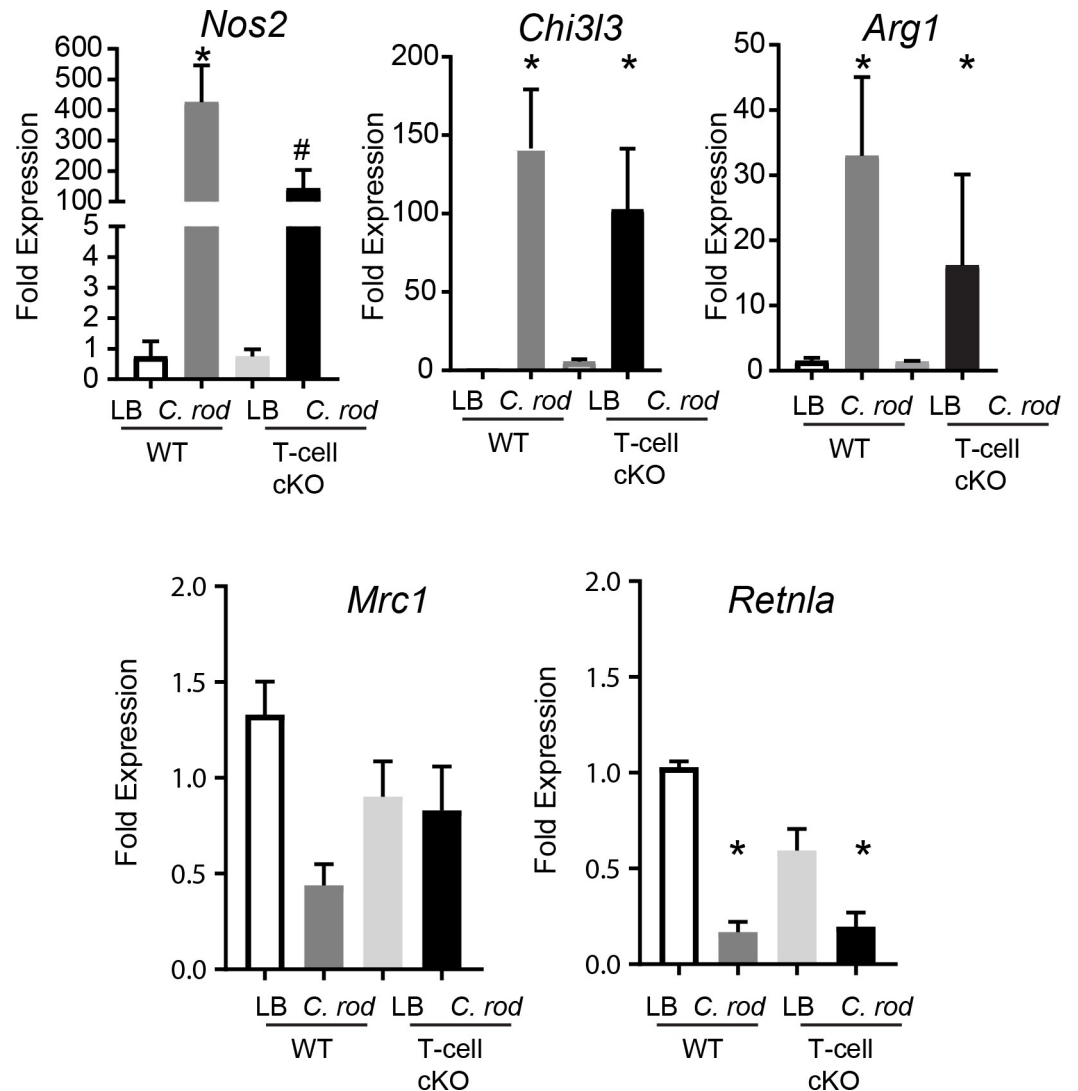 Nos2
Fold Expression
600
500
400
300
200
100
5
4
3
2
1
0
*
#
LB C. rod LB C. rod
WT T-cell
cKO
Chi3l3
Fold Expression
200
150
100
50
0
* *
LB C. rod LB C. rod
WT T-cell
cKO
Arg1
Fold Expression
50
40
30
20
10
0
* *
LB C. rod LB C. rod
WT T-cell
cKO
Mrc1
Fold Expression
2.0
1.5
1.0
0.5
0.0
LB C. rod LB C. rod
WT T-cell
cKO
Retnla
Fold Expression
2.0
1.5
1.0
0.5
0.0
* *
LB C. rod LB C. rod
WT T-cell
cKO